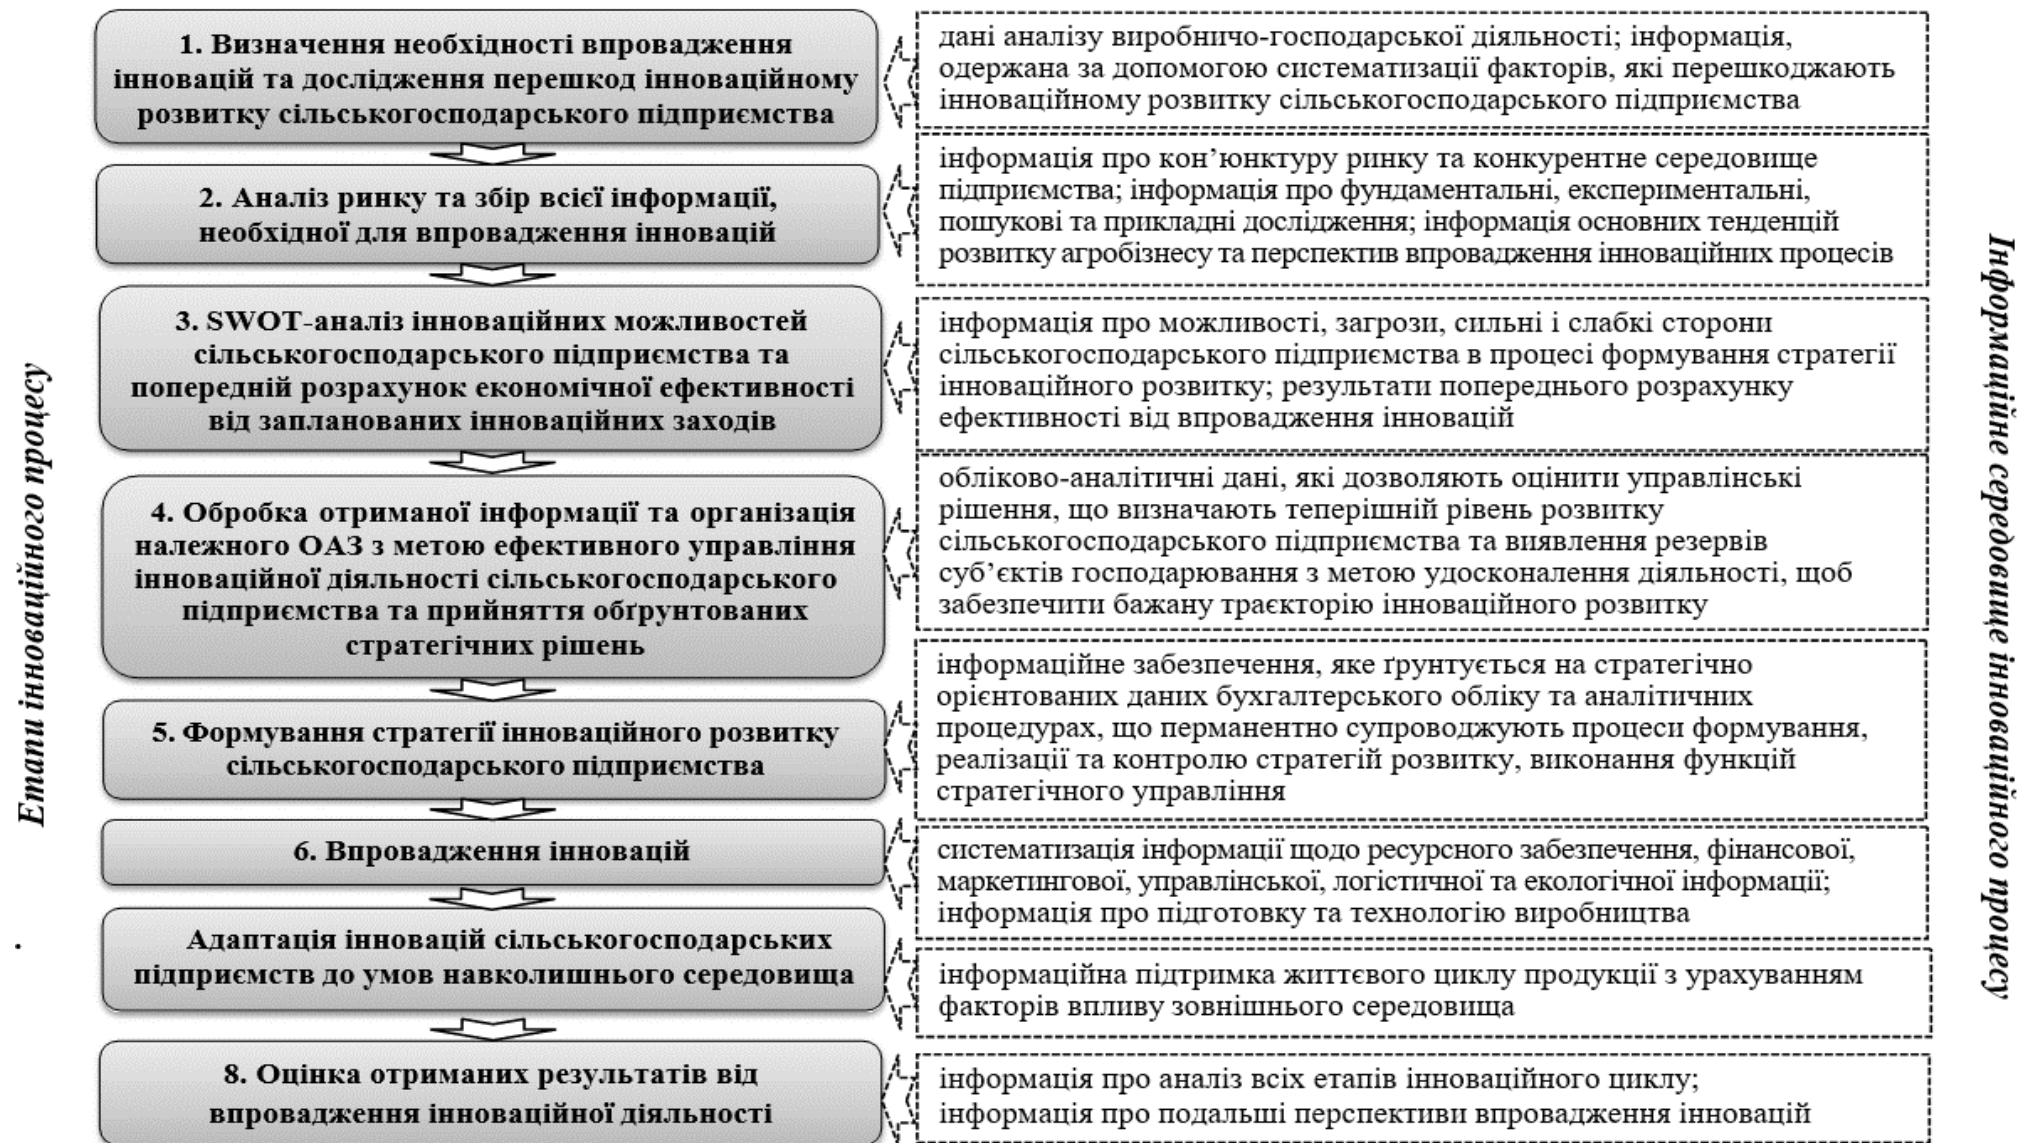 Етапи інноваційного процесу
1. Визначення необхідності впровадження
інновацій та дослідження перешкод інноваційному
розвитку сільськогосподарського підприємства
дані аналізу виробничо-господарської діяльності; інформація,
одержана за допомогою систематизації факторів, які перешкоджають
інноваційному розвитку сільськогосподарського підприємства
2. Аналіз ринку та збір всієї інформації,
необхідної для впровадження інновацій
інформація про кон’юнктуру ринку та конкурентне середовище
підприємства; інформація про фундаментальні, експериментальні,
пошукові та прикладні дослідження; інформація основних тенденцій
розвитку агробізнесу та перспектив впровадження інноваційних процесів
3. SWOT-аналіз інноваційних можливостей
сільськогосподарського підприємства та
попередній розрахунок економічної ефективності
від запланованих інноваційних заходів
інформація про можливості, загрози, сильні і слабкі сторони
сільськогосподарського підприємства в процесі формування стратегії
інноваційного розвитку; результати попереднього розрахунку
ефективності від впровадження інновацій
4. Обробка отриманої інформації та організація
належного ОАЗ з метою ефективного управління
інноваційної діяльності сільськогосподарського
підприємства та прийняття обґрунтованих
стратегічних рішень
обліково-аналітичні дані, які дозволяють оцінити управлінські
рішення, що визначають теперішній рівень розвитку
сільськогосподарського підприємства та виявлення резервів
суб’єктів господарювання з метою удосконалення діяльності, щоб
забезпечити бажану траєкторію інноваційного розвитку
5. Формування стратегії інноваційного розвитку
сільськогосподарського підприємства
інформаційне забезпечення, яке ґрунтується на стратегічно
орієнтованих даних бухгалтерського обліку та аналітичних
процедурах, що перманентно супроводжують процеси формування,
реалізації та контролю стратегій розвитку, виконання функцій
стратегічного управління
6. Впровадження інновацій
систематизація інформації щодо ресурсного забезпечення, фінансової,
маркетингової, управлінської, логістичної та екологічної інформації;
інформація про підготовку та технологію виробництва
.
Адаптація інновацій сільськогосподарських
підприємств до умов навколишнього середовища
інформаційна підтримка життєвого циклу продукції з урахуванням
факторів впливу зовнішнього середовища
8. Оцінка отриманих результатів від
впровадження інноваційної діяльності
інформація про аналіз всіх етапів інноваційного циклу;
інформація про подальші перспективи впровадження інновацій
Інформаційне середовище інноваційного процесу